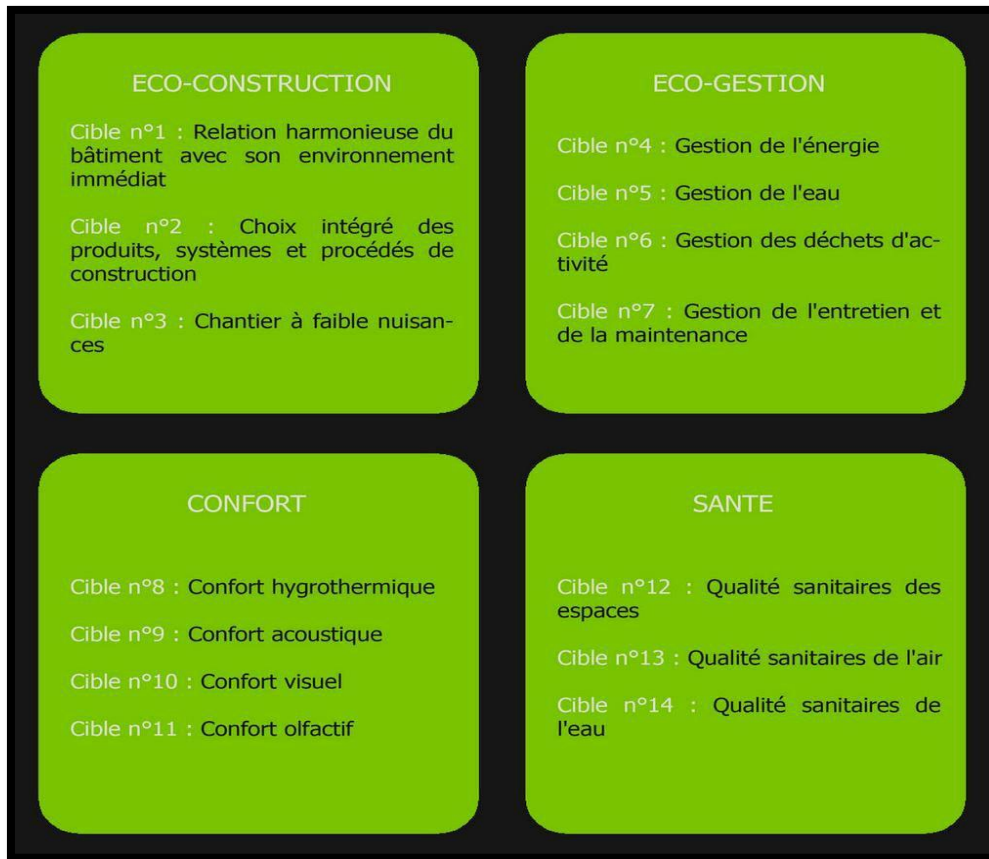 ECO-CONSTRUCTION
Cible n°1 : Relation harmonieuse du
bâtiment avec son environnement
immédiat
Cible n°2 : Choix intégré des
produits, systèmes et procédés de
construction
Cible n°3 : Chantier à faible nuisan-
ces
ECO-GESTION
Cible n°4 : Gestion de l'énergie
Cible n°5 : Gestion de l'eau
Cible n°6 : Gestion des déchets d'ac-
tivité
Cible n°7 : Gestion de l'entretien et
de la maintenance
CONFORT
Cible n°8 : Confort hygrothermique
Cible n°9 : Confort acoustique
Cible n°10 : Confort visuel
Cible n°11 : Confort olfactif
SANTE
Cible n°12 : Qualité sanitaires des
espaces
Cible n°13 : Qualité sanitaires de l'air
Cible n°14 : Qualité sanitaires de
l'eau